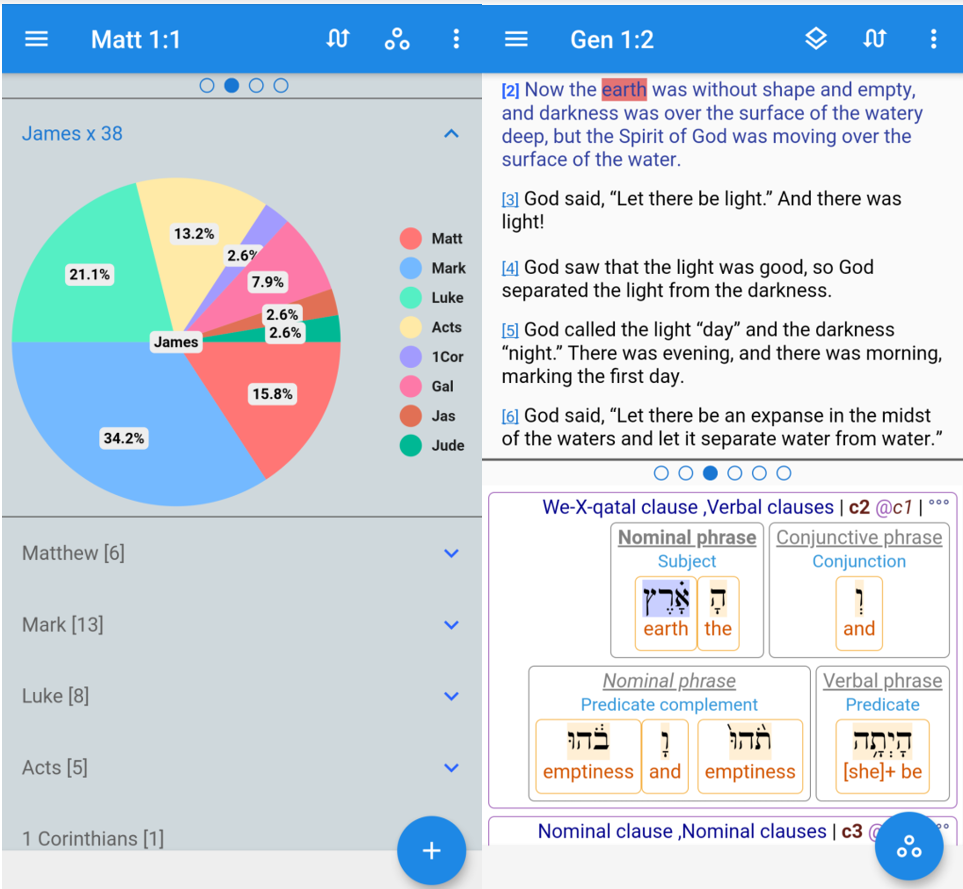 Matt 1:1
James x 38
13.2%
2.6%
21.1%
7.9%
2.6%
2.6%
James
15.8%
34.2%
Matt
Mark
Luke
Acts
1Cor
Gal
Jas
Jude
Matthew [6]
Mark [13]
Luke [8]
Acts [5]
1 Corinthians [1]
Gen 1:2
[2] Now the earth was without shape and empty,
and darkness was over the surface of the watery
deep, but the Spirit of God was moving over the
surface of the water.
[3] God said, “Let there be light.” And there was
light!
[4] God saw that the light was good, so God
separated the light from the darkness.
[5] God called the light “day” and the darkness
“night.” There was evening, and there was morning,
marking the first day.
[6] God said, “Let there be an expanse in the midst
of the waters and let it separate water from water.”
We-X-qatal clause ,Verbal clauses | c2 @c1 | °°°
Nominal phrase Conjunctive phrase
Subject Conjunction
אָ֗רֶץ הָ וְ
earth the and
Nominal phrase Verbal phrase
Predicate complement Predicate
בֹ֔הוּ וָ תֹ֨הוּ֙ הָיְתָ֥ה
emptiness and emptiness [she]+ be
Nominal clause ,Nominal clauses | c3 @